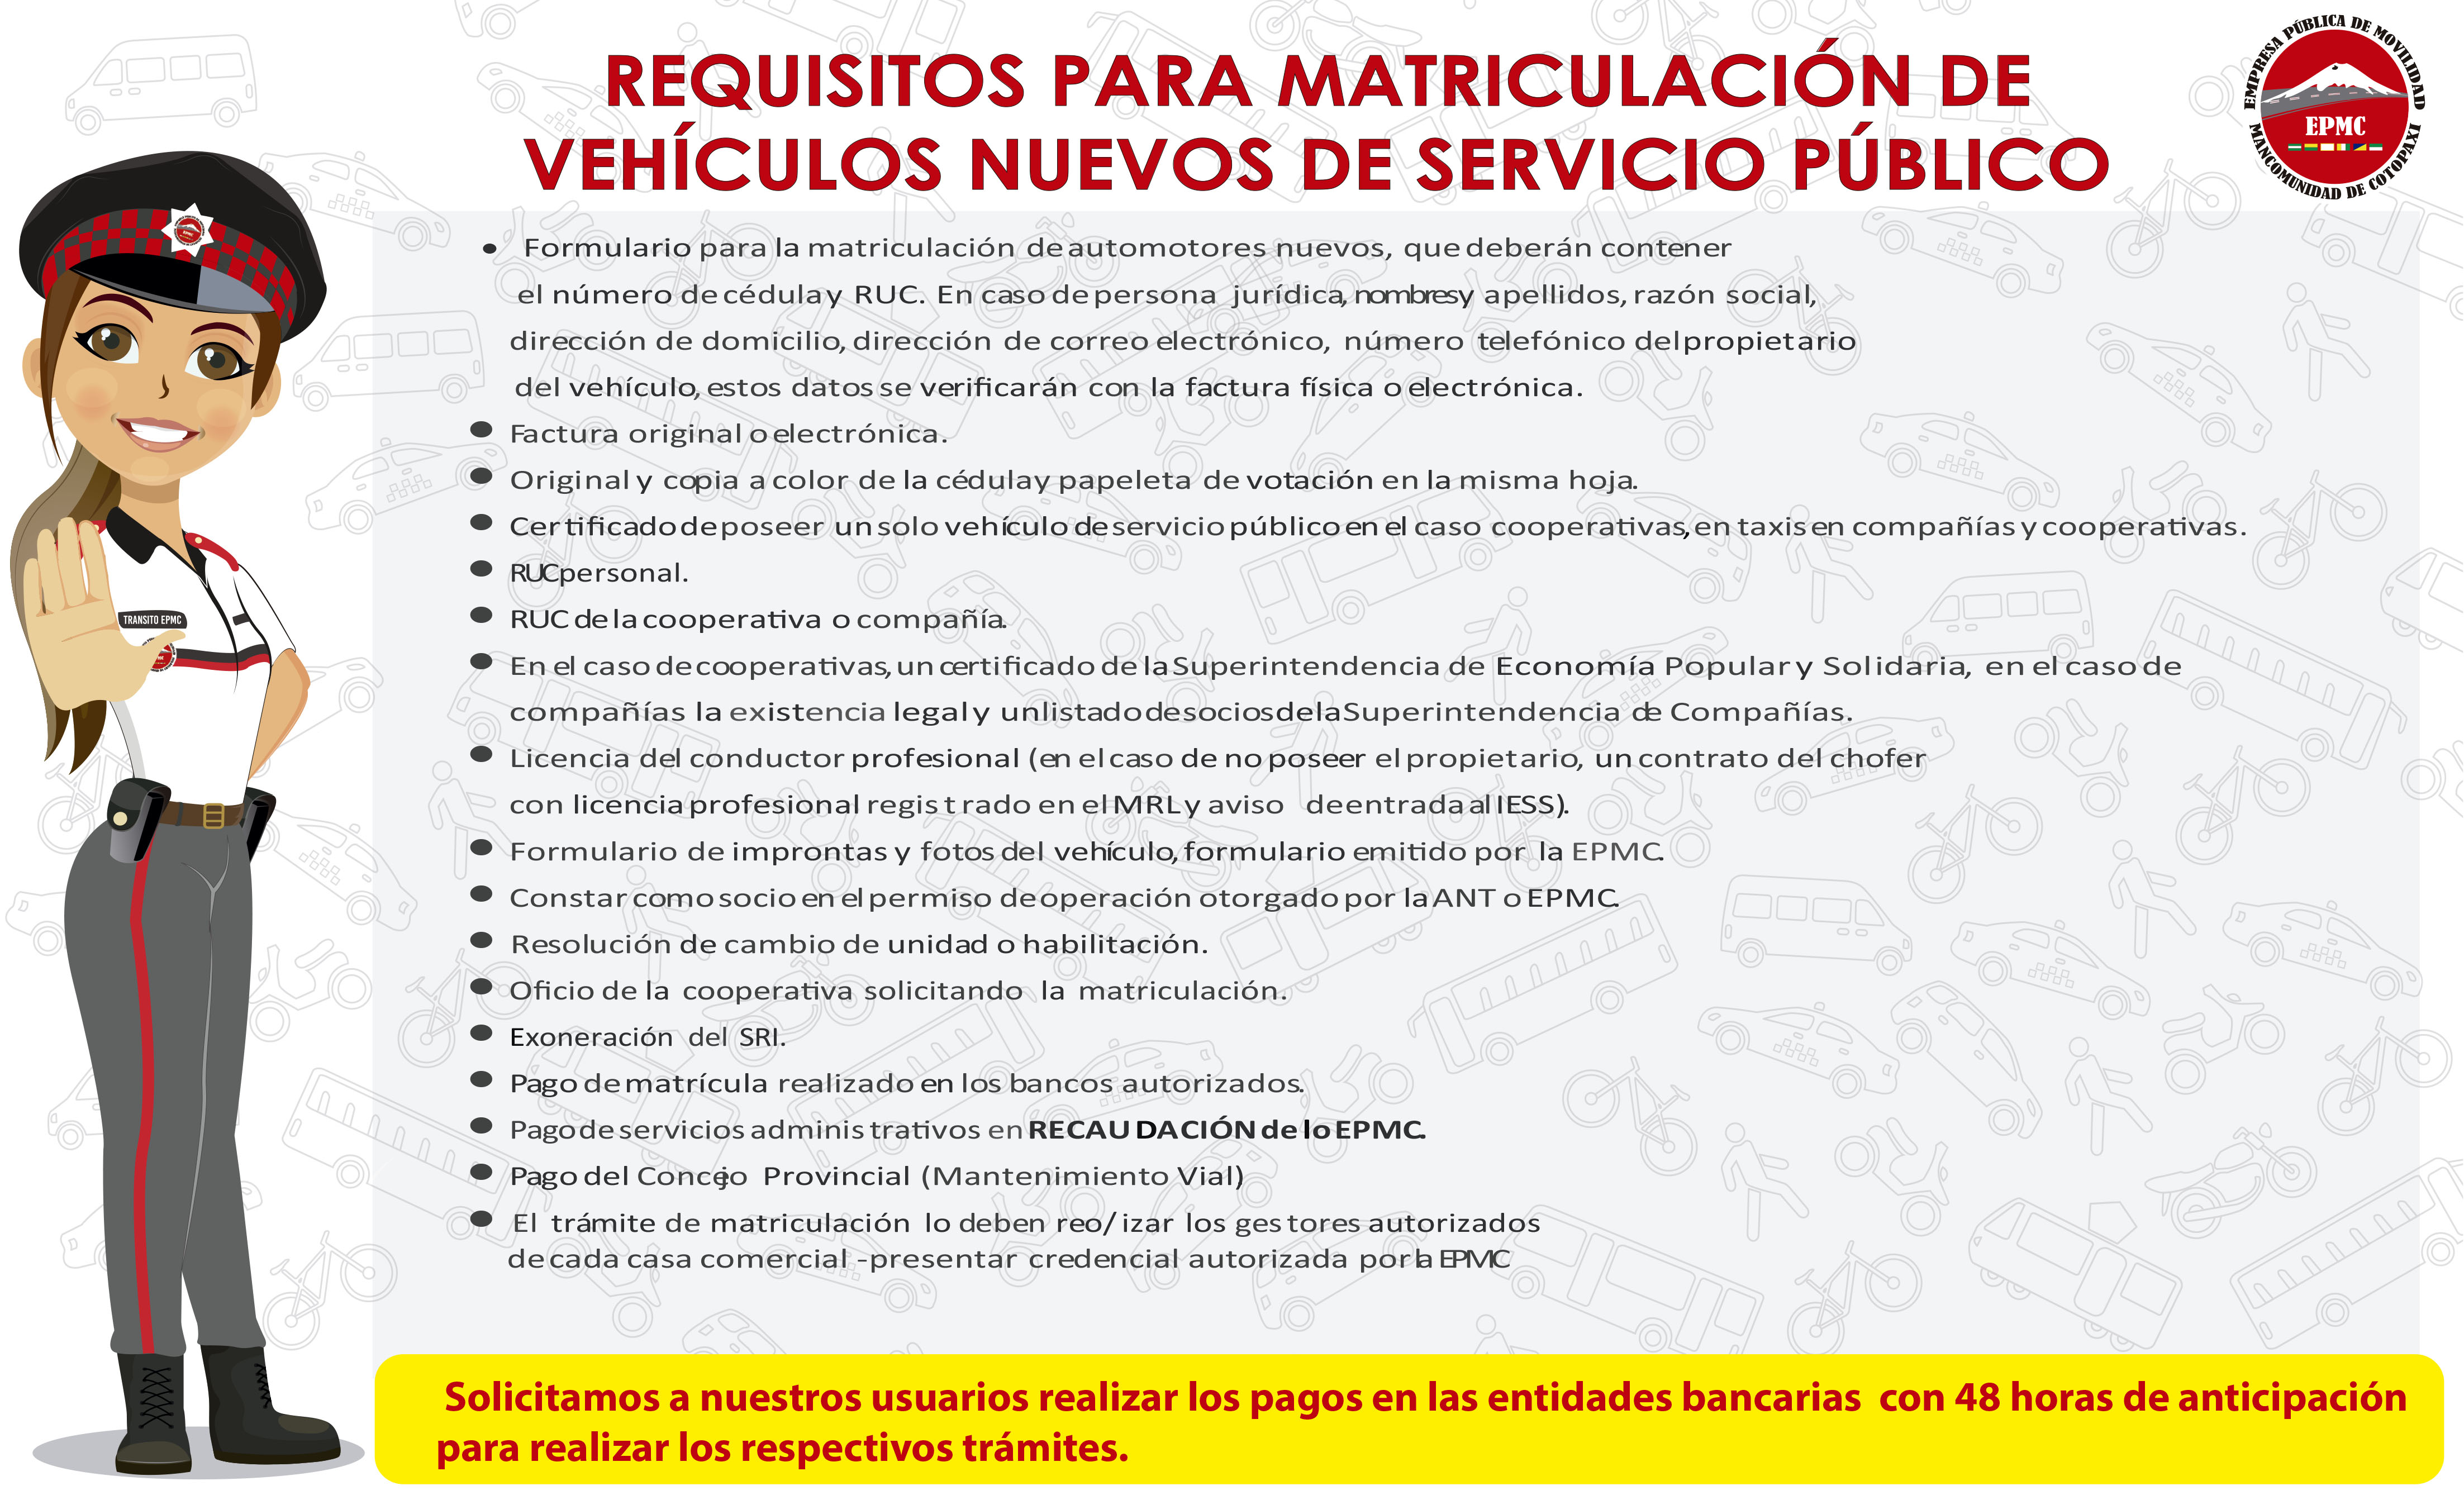 REQUISITOS PARA MATRICULACIÓN DE
VEHÍCULOS NUEVOS DE SERVICIO PÚBLICO
EMPRESA PÚBLICA DE MOVILIDAD
EPMC
MANCOMUNIDAD DE COTOPAXI
• Formulario para la matriculación de automotores nuevos, que deberán contener
el número de cédula y RUC. En caso de persona jurídica, nombres y apellidos, razón social,
dirección de domicilio, dirección de correo electrónico, número telefónico del propietario
del vehículo, estos datos se verificarán con la factura física o electrónica.
• Factura original o electrónica.
• Original y copia a color de la cédula y papeleta de votación en la misma hoja.
• Certificado de poseer un solo vehículo de servicio público en el caso cooperativas, en taxis en compañías y cooperativas.
• RUC personal.
• RUC de la cooperativa o compañía.
• En el caso de cooperativas, un certificado de la Superintendencia de Economía Popular y Solidaria, en el caso de
compañías la existencia legal y un listado de socios de la Superintendencia de Compañías.
• Licencia del conductor profesional (en el caso de no poseer el propietario, un contrato del chofer
con licencia profesional registrado en el MRL y aviso de entrada al IESS).
• Formulario de improntas y fotos del vehículo, formulario emitido por la EPMC.
• Constar como socio en el permiso de operación otorgado por la ANT o EPMC.
• Resolución de cambio de unidad o habilitación.
• Oficio de la cooperativa solicitando la matriculación.
• Exoneración del SRI.
• Pago de matrícula realizado en los bancos autorizados.
• Pago de servicios administrativos en RECAUDACIÓN de lo EPMC.
• Pago del Concejo Provincial (Mantenimiento Vial)
• El trámite de matriculación lo deben reo/izar los gestores autorizados
de cada casa comercial -presentar credencial autorizada por la EPMC
TRANSITO EPMC
Solicitamos a nuestros usuarios realizar los pagos en las entidades bancarias con 48 horas de anticipación
para realizar los respectivos trámites.